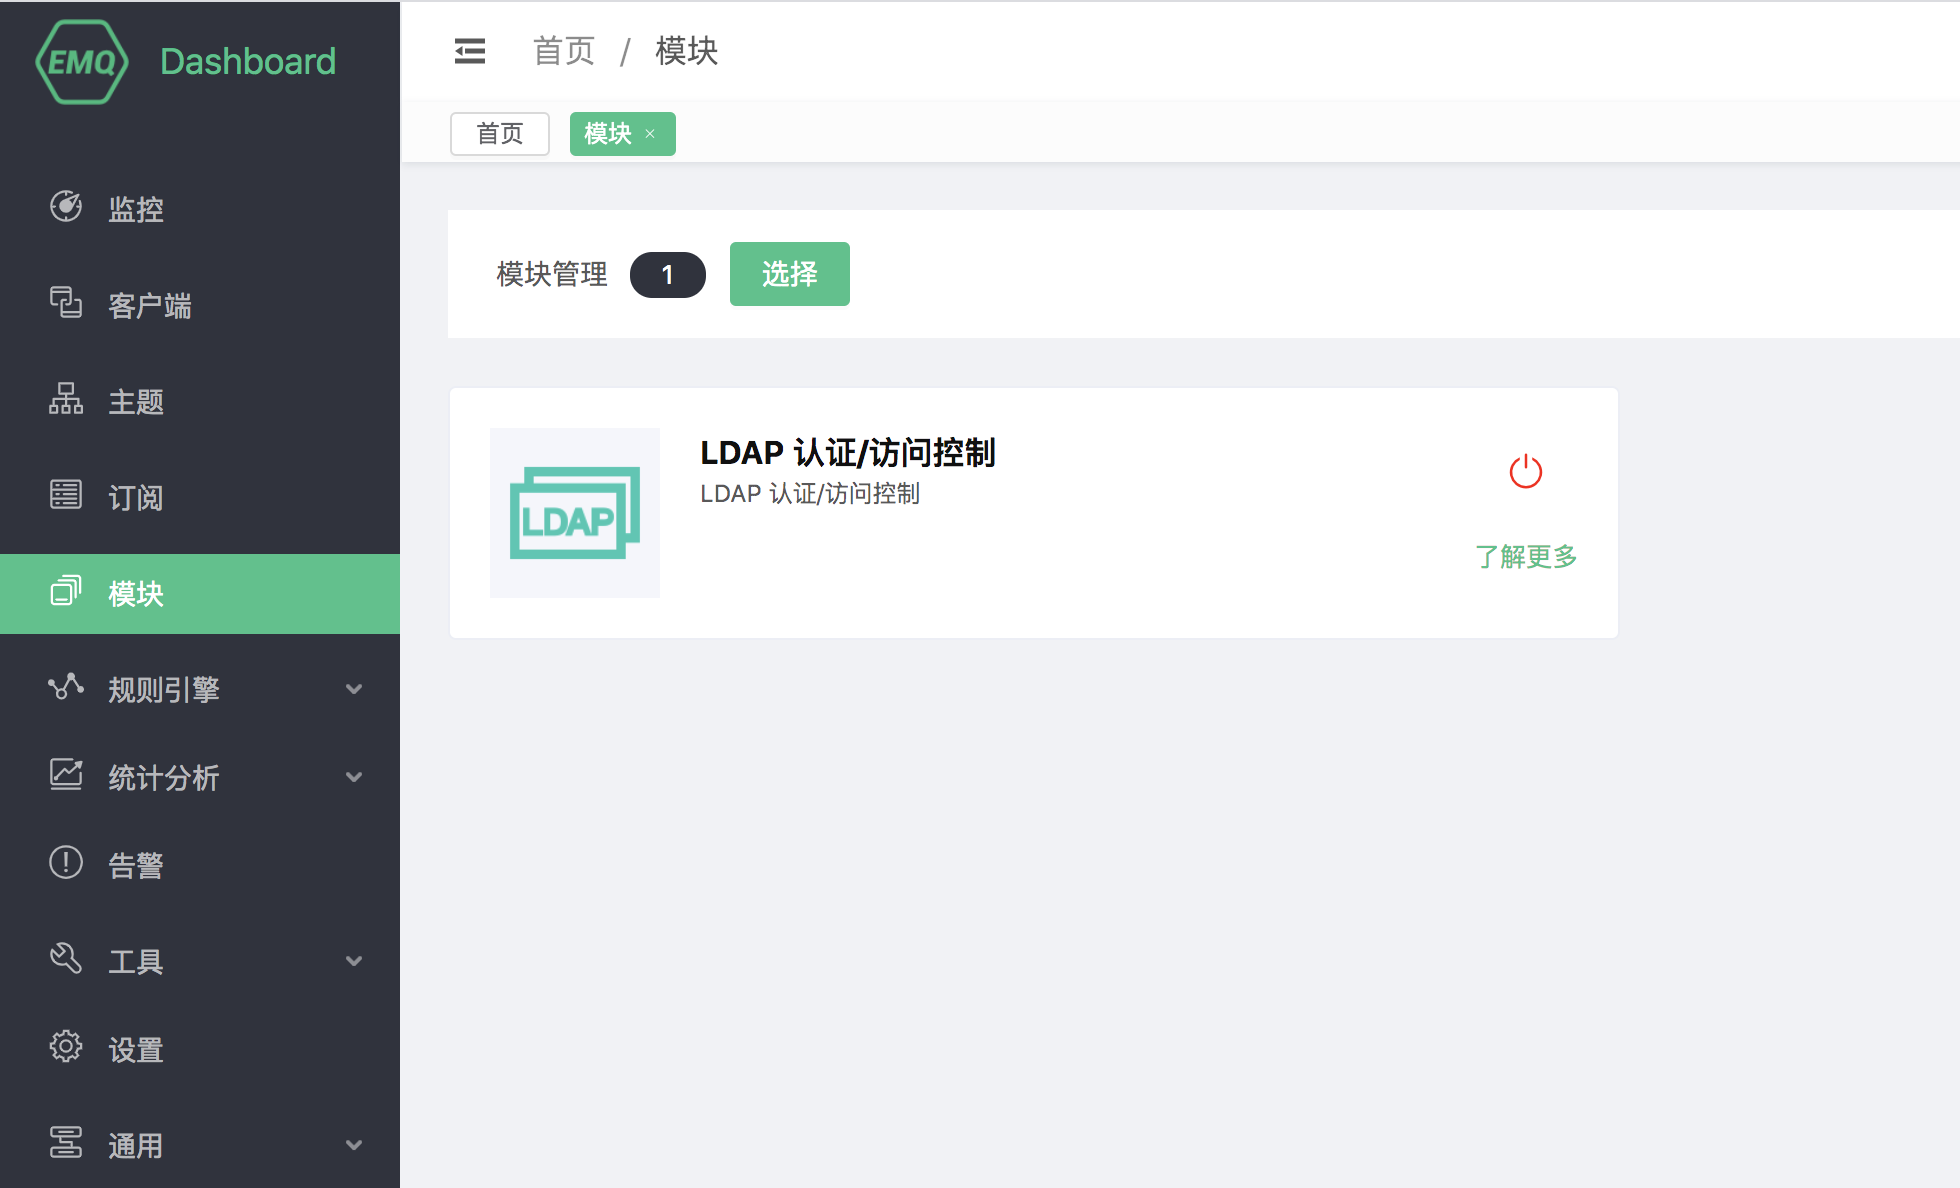 EMQ Dashboard
监控
客户端
主题
订阅
模块
规则引擎
统计分析
告警
工具
设置
通用
首页 / 模块
首页 模块 ×
模块管理 1 选择
LDAP
LDAP 认证/访问控制
LDAP 认证/访问控制
了解更多